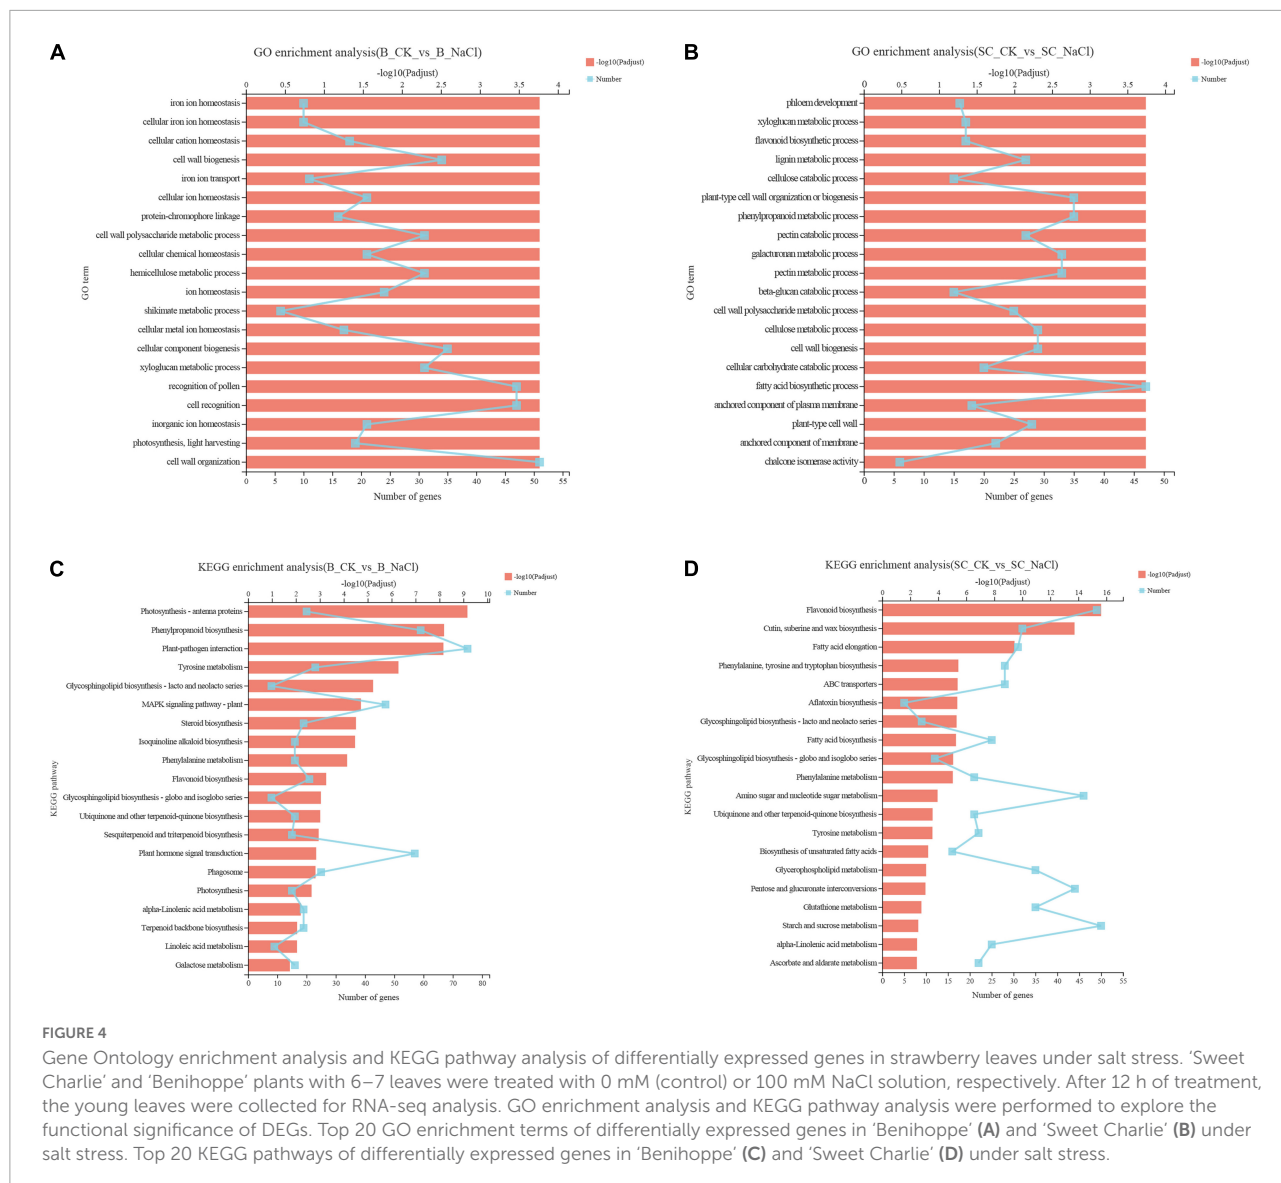 A
GO enrichment analysis(B_CK_vs_B_NaCl)
-log10(Padjust)
-log10(Padjust)
Number
0 0.5 1 1.5 2 2.5 3 3.5 4
iron ion homeostasis
cellular iron ion homeostasis
cellular cation homeostasis
cell wall biogenesis
iron ion transport
cellular ion homeostasis
protein-chromophore linkage
cell wall polysaccharide metabolic process
cellular chemical homeostasis
hemicellulose metabolic process
ion homeostasis
shikimate metabolic process
cellular metal ion homeostasis
cellular component biogenesis
xyloglucan metabolic process
recognition of pollen
cell recognition
inorganic ion homeostasis
photosynthesis, light harvesting
cell wall organization
GO term
0 5 10 15 20 25 30 35 40 45 50 55
Number of genes
B
GO enrichment analysis(SC_CK_vs_SC_NaCl)
-log10(Padjust)
-log10(Padjust)
Number
0 0.5 1 1.5 2 2.5 3 3.5 4
phloem development
xyloglucan metabolic process
flavonoid biosynthetic process
lignin metabolic process
cellulose catabolic process
plant-type cell wall organization or biogenesis
phenylpropanoid metabolic process
pectin catabolic process
galacturonan metabolic process
pectin metabolic process
beta-glucan catabolic process
cell wall polysaccharide metabolic process
cellulose metabolic process
cell wall biogenesis
cellular carbohydrate catabolic process
fatty acid biosynthetic process
anchored component of plasma membrane
plant-type cell wall
anchored component of membrane
chalcone isomerase activity
GO term
0 5 10 15 20 25 30 35 40 45 50
Number of genes
C
KEGG enrichment analysis(B_CK_vs_B_NaCl)
-log10(Padjust)
-log10(Padjust)
Number
0 1 2 3 4 5 6 7 8 9 10
Photosynthesis - antenna proteins
Phenylpropanoid biosynthesis
Plant-pathogen interaction
Tyrosine metabolism
Glycosphingolipid biosynthesis - lacto and neolacto series
MAPK signaling pathway - plant
Steroid biosynthesis
Isoquinoline alkaloid biosynthesis
Phenylalanine metabolism
Flavonoid biosynthesis
Glycosphingolipid biosynthesis - globo and isoglobo series
Ubiquinone and other terpenoid-quinone biosynthesis
Sesquiterpenoid and triterpenoid biosynthesis
Plant hormone signal transduction
Phagosome
Photosynthesis
alpha-Linolenic acid metabolism
Terpenoid backbone biosynthesis
Linoleic acid metabolism
Galactose metabolism
KEGG pathway
0 10 20 30 40 50 60 70 80
Number of genes
D
KEGG enrichment analysis(SC_CK_vs_SC_NaCl)
-log10(Padjust)
-log10(Padjust)
Number
0 2 4 6 8 10 12 14 16
Flavonoid biosynthesis
Cutin, suberine and wax biosynthesis
Fatty acid elongation
Phenylalanine, tyrosine and tryptophan biosynthesis
ABC transporters
Aflatoxin biosynthesis
Glycosphingolipid biosynthesis - lacto and neolacto series
Fatty acid biosynthesis
Glycosphingolipid biosynthesis - globo and isoglobo series
Phenylalanine metabolism
Amino sugar and nucleotide sugar metabolism
Ubiquinone and other terpenoid-quinone biosynthesis
Tyrosine metabolism
Biosynthesis of unsaturated fatty acids
Glycerophospholipid metabolism
Pentose and glucuronate interconversions
Glutathione metabolism
Starch and sucrose metabolism
alpha-Linolenic acid metabolism
Ascorbate and aldarate metabolism
KEGG pathway
0 5 10 15 20 25 30 35 40 45 50 55
Number of genes
FIGURE 4
Gene Ontology enrichment analysis and KEGG pathway analysis of differentially expressed genes in strawberry leaves under salt stress. ‘Sweet
Charlie’ and ‘Benihoppe’ plants with 6–7 leaves were treated with 0 mM (control) or 100 mM NaCl solution, respectively. After 12 h of treatment,
the young leaves were collected for RNA-seq analysis. GO enrichment analysis and KEGG pathway analysis were performed to explore the
functional significance of DEGs. Top 20 GO enrichment terms of differentially expressed genes in ‘Benihoppe’ (A) and ‘Sweet Charlie’ (B) under
salt stress. Top 20 KEGG pathways of differentially expressed genes in ‘Benihoppe’ (C) and ‘Sweet Charlie’ (D) under salt stress.